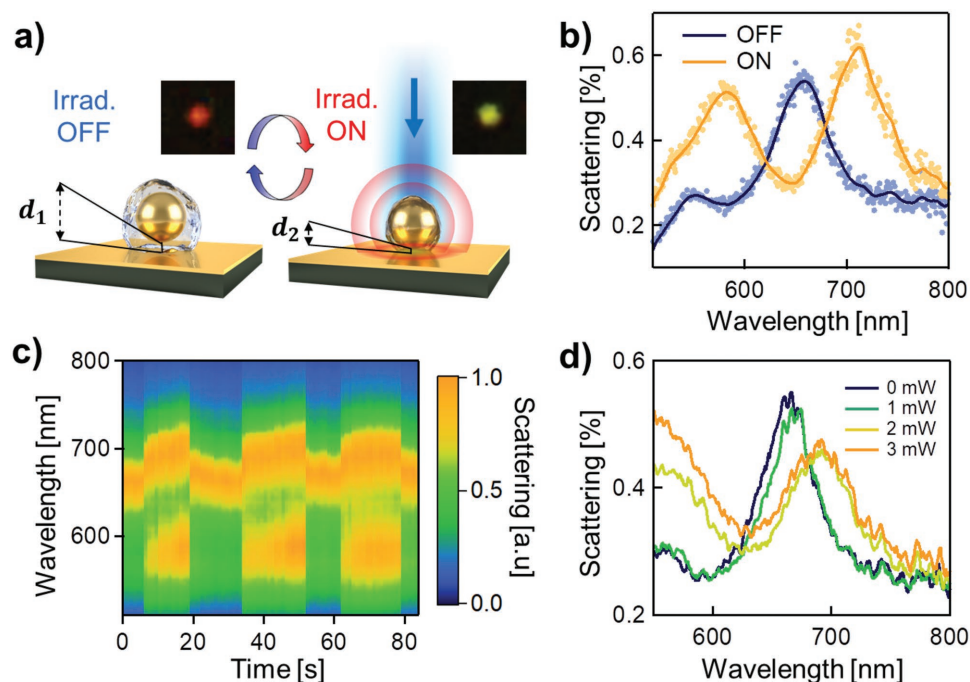 a)
Irrad.
OFF
Irrad.
ON
d₁
d₂
b)
OFF
ON
Scattering [%]
0.6
0.4
0.2
600
700
800
Wavelength [nm]
c)
Wavelength [nm]
800
700
600
0
20
40
60
80
Time [s]
1.0
0.5
0.0
Scattering [a.u]
d)
0 mW
1 mW
2 mW
3 mW
Scattering [%]
0.6
0.4
0.2
600
700
800
Wavelength [nm]